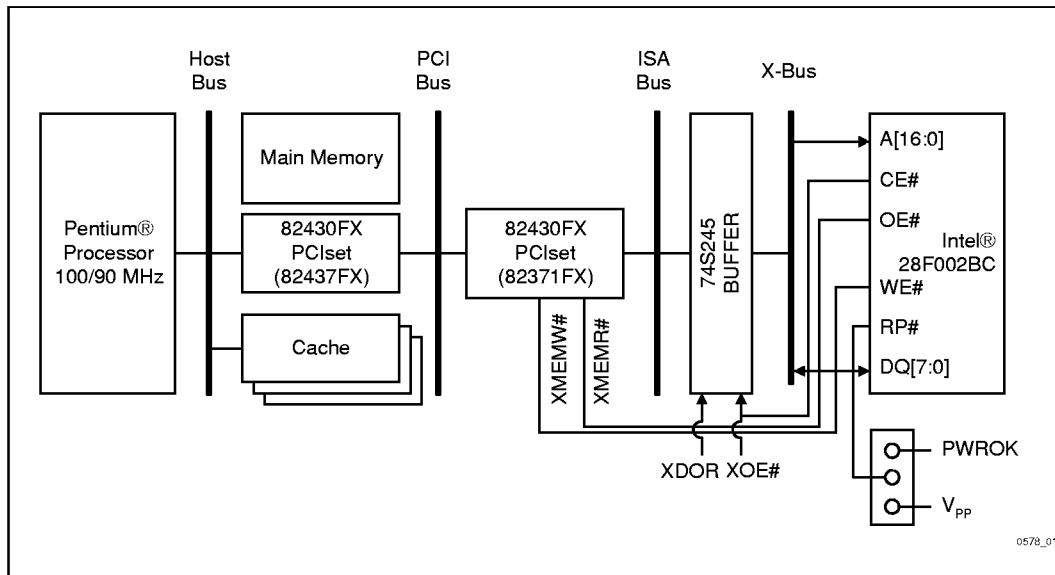 Host
Bus
PCI
Bus
ISA
Bus
X-Bus
Pentium®
Processor
100/90 MHz
Main Memory
82430FX
PCIset
(82437FX)
Cache
82430FX
PCIset
(82371FX)
XMEMW#
XMEMR#
74S245
BUFFER
XDOR
XOE#
A[16:0]
CE#
OE#
Intel®
28F002BC
WE#
RP#
DQ[7:0]
PWROK
VPP
0578_01